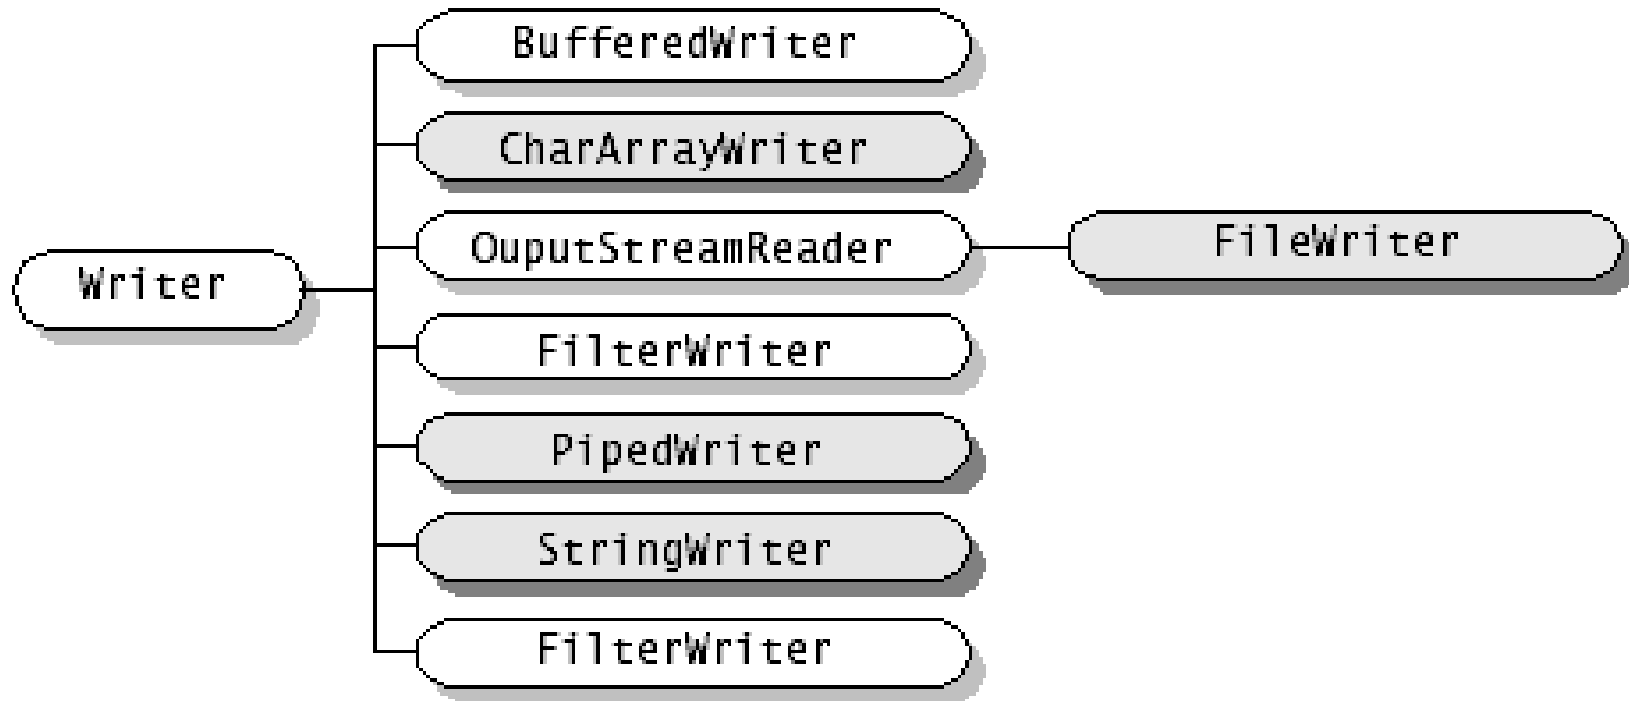 BufferedWriter
CharArrayWriter
OuputStreamReader
FileWriter
Writer
FilterWriter
PipedWriter
StringWriter
FilterWriter